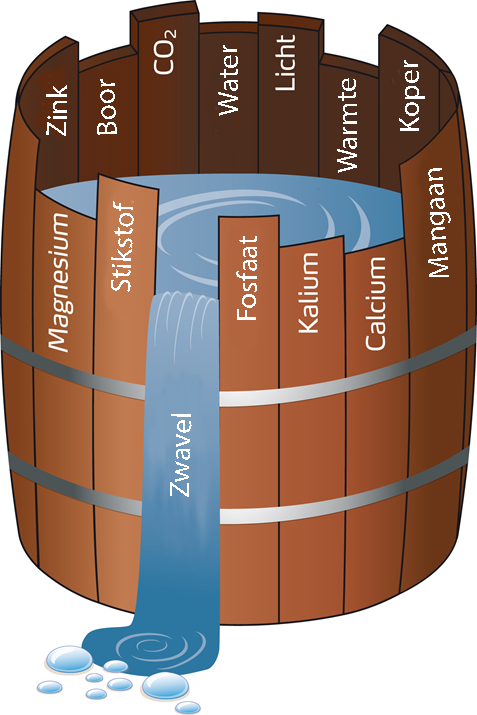 Zink
Boor
CO₂
Water
Licht
Warmte
Koper
Magnesium
Stikstof
Zwavel
Fosfaat
Kalium
Calcium
Mangaan